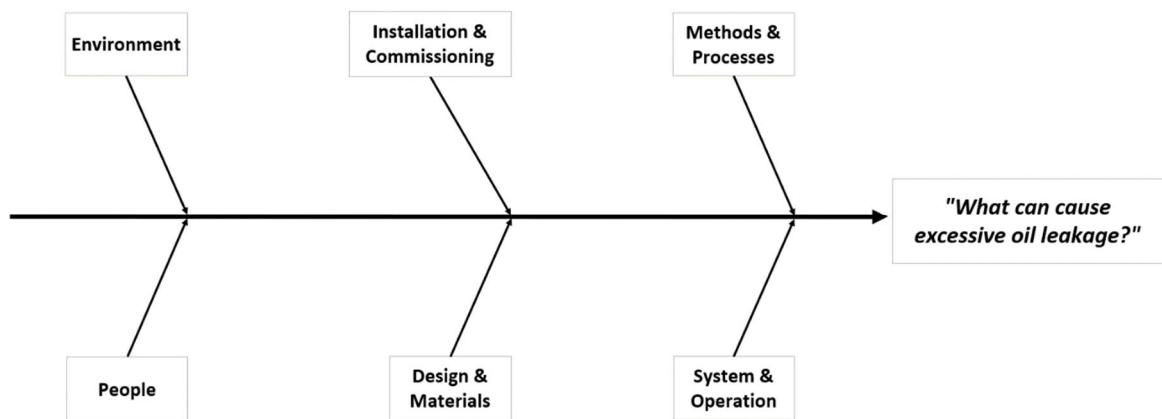 Environment
Installation &
Commissioning
Methods &
Processes
"What can cause
excessive oil leakage?"
People
Design &
Materials
System &
Operation